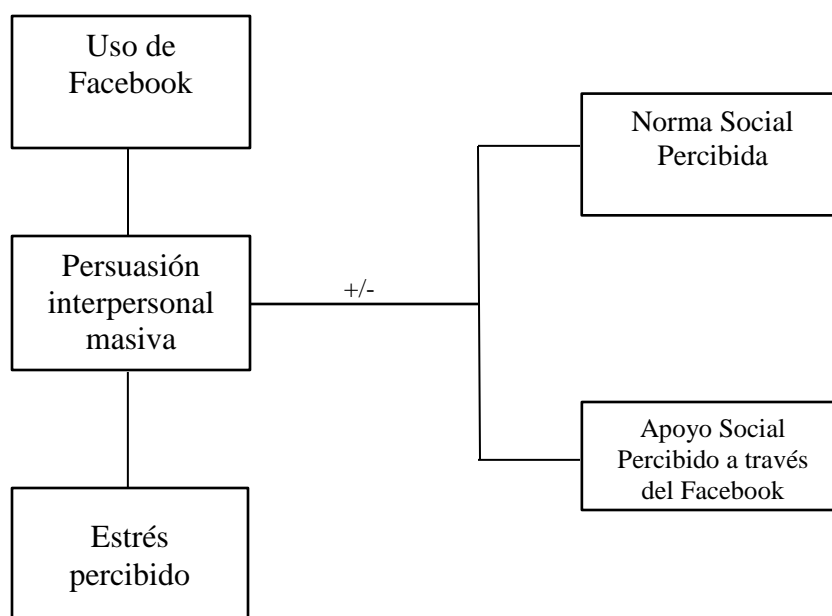 Uso de
Facebook
Norma Social
Percibida
Persuasión
interpersonal
masiva
+/-
Apoyo Social
Percibido a través
del Facebook
Estrés
percibido